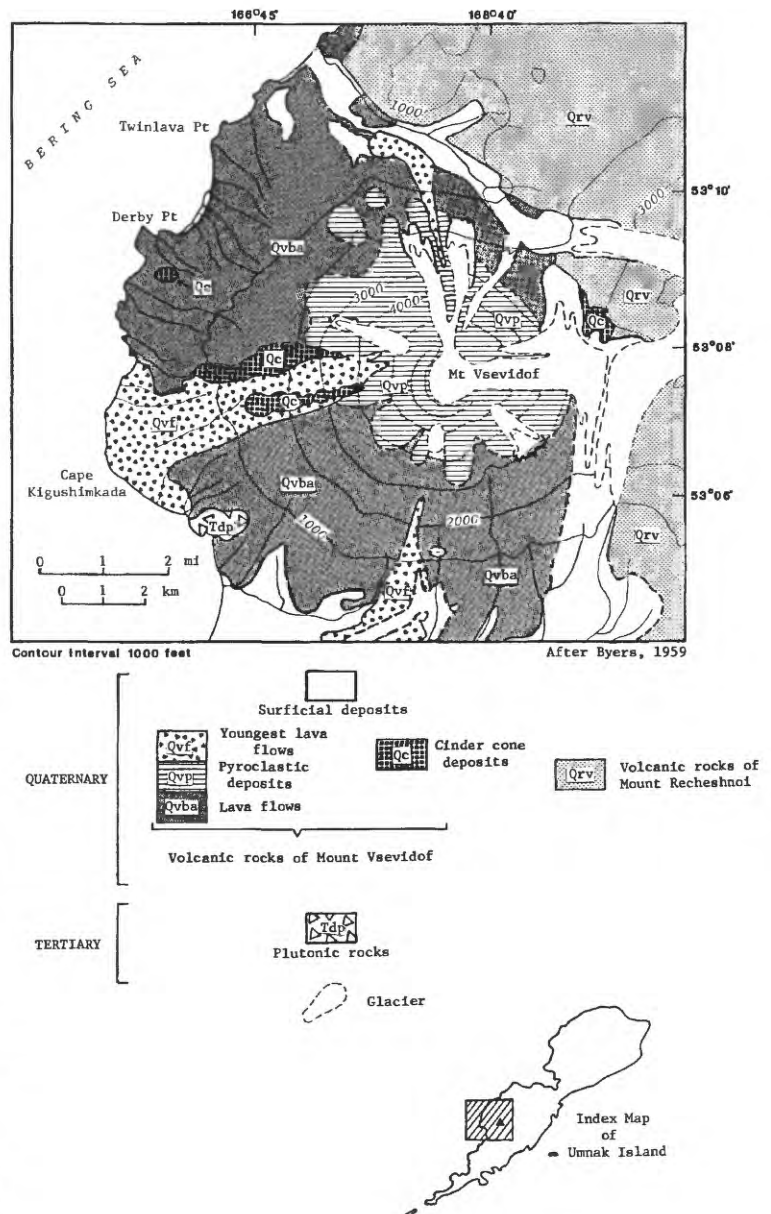 166°45'
168°40'
BERING SEA
1000
Qrv
Twinlava Pt
53°10'
3000
Derby Pt
Qvba
Qc
3000
4000
Qrv
Qvp
Qc
53°08'
Qc
Mt Vsevidof
Qvp
Qc
Qvf
Cape
Kigushimkada
Qvba
53°06'
Tdp
1000
2000
Qrv
0 1 2 mi
Qvba
0 1 2 km
Qvf
Contour Interval 1000 feet
After Byers, 1959
Surficial deposits
QUATERNARY
Qvf
Youngest lava
flows
Qvp
Pyroclastic
deposits
Qvba
Lava flows
Qc
Cinder cone
deposits
Qrv
Volcanic rocks of
Mount Recheshnoi
Volcanic rocks of Mount Vsevidof
TERTIARY
Tdp
Plutonic rocks
Glacier
Index Map
of
Umnak Island